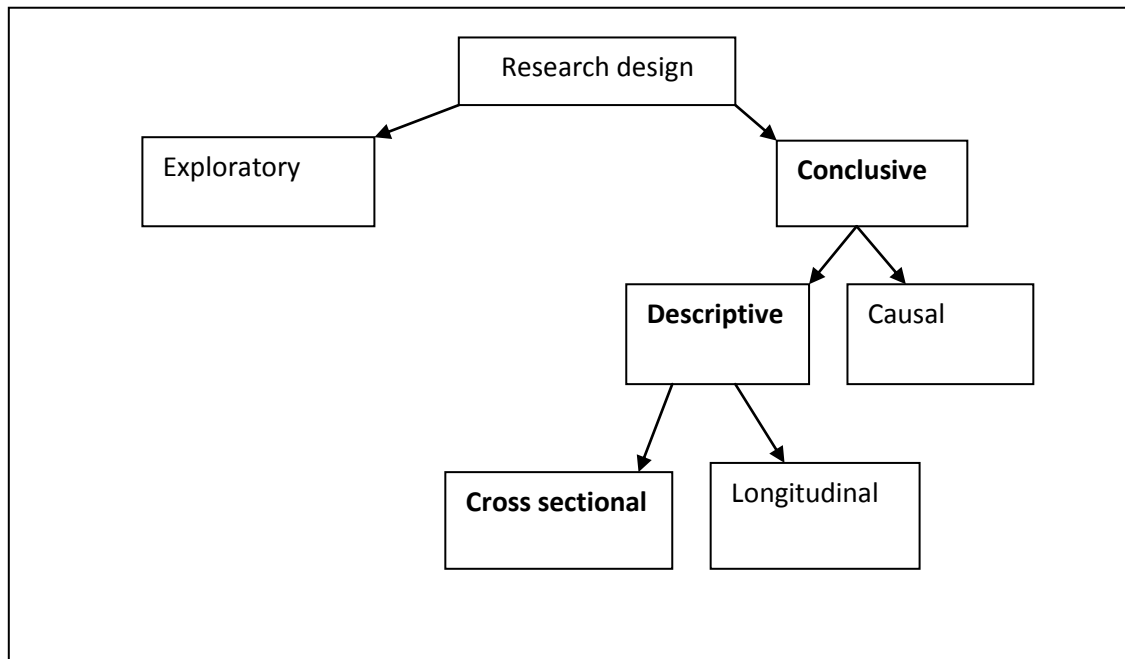 Research design
Exploratory
Conclusive
Descriptive
Causal
Cross sectional
Longitudinal